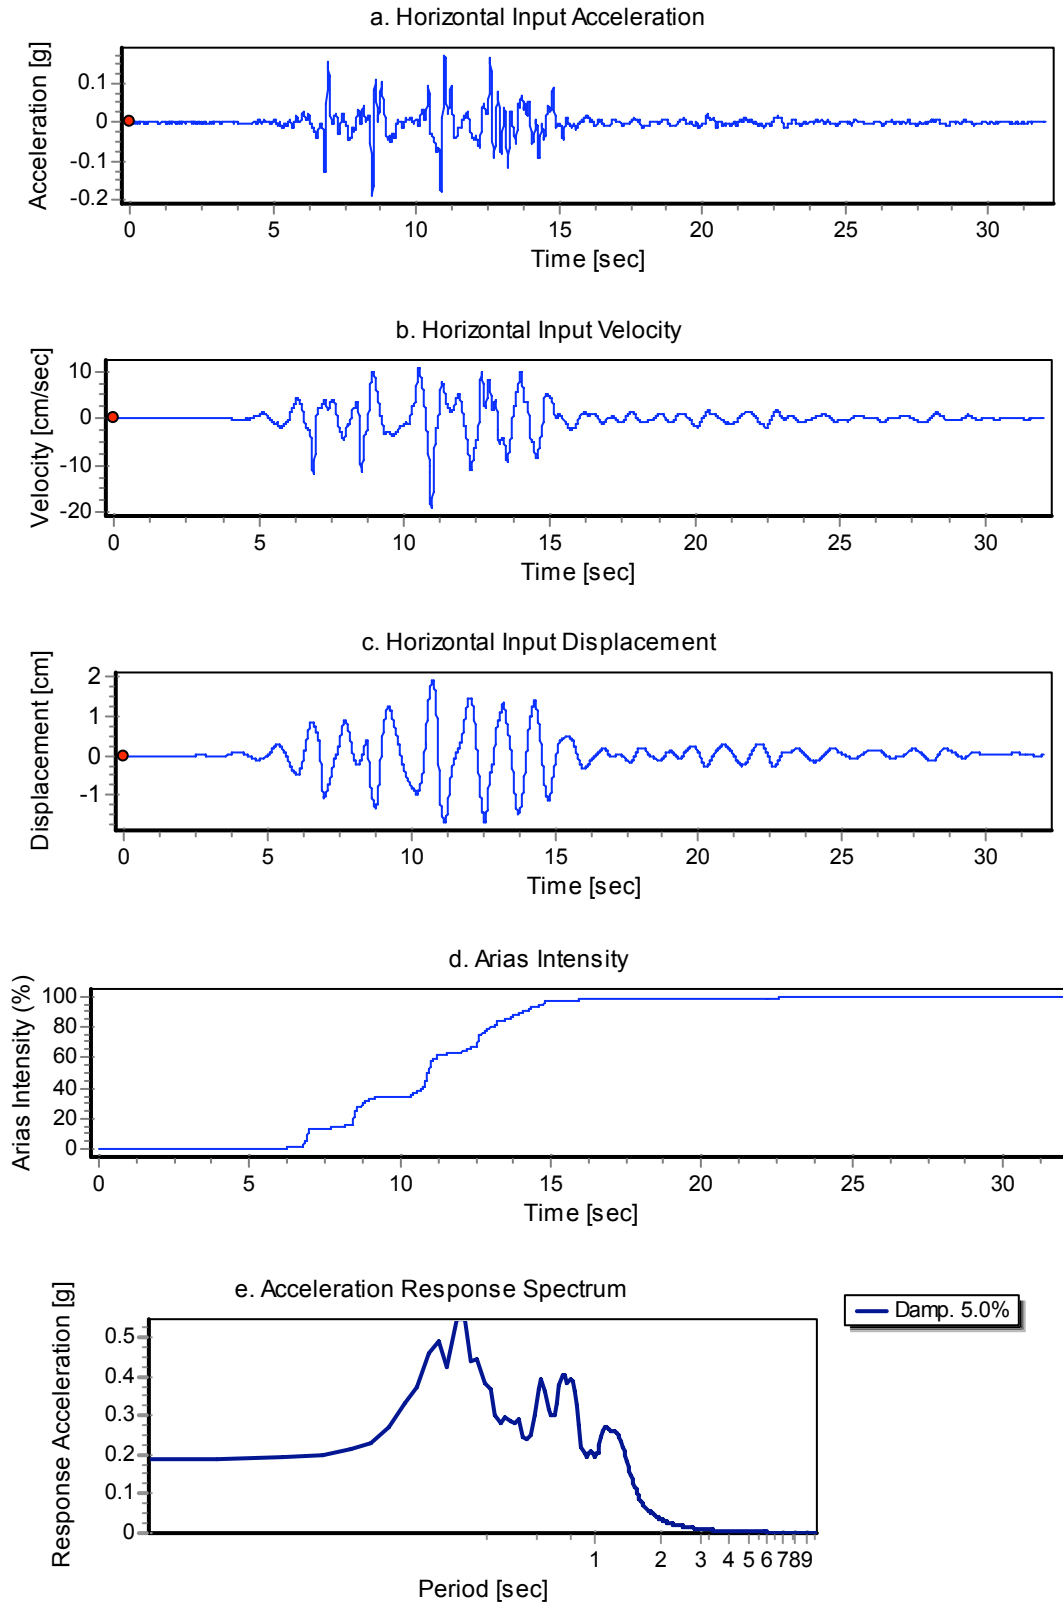 a. Horizontal Input Acceleration
Acceleration [g]
0.1
0
-0.1
-0.2
0 5 10 15 20 25 30
Time [sec]
b. Horizontal Input Velocity
Velocity [cm/sec]
10
0
-10
-20
0 5 10 15 20 25 30
Time [sec]
c. Horizontal Input Displacement
Displacement [cm]
2
1
0
-1
0 5 10 15 20 25 30
Time [sec]
d. Arias Intensity
Arias Intensity (%)
100
80
60
40
20
0
0 5 10 15 20 25 30
Time [sec]
e. Acceleration Response Spectrum
Damp. 5.0%
Response Acceleration [g]
0.5
0.4
0.3
0.2
0.1
0
1 2 3 4 5 6 7 8 9
Period [sec]